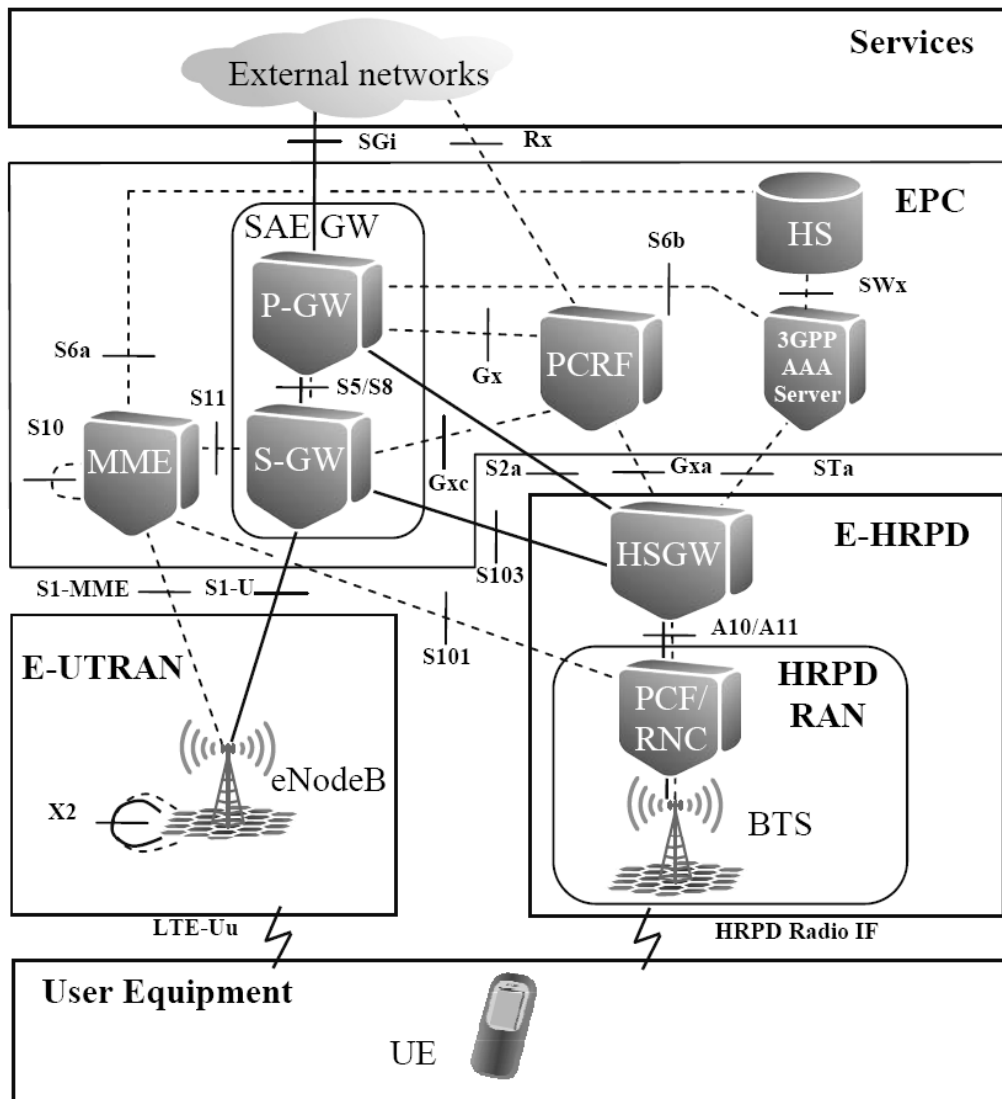 Services
External networks
SGi
Rx
EPC
SAE GW
HS
S6b
SWx
P-GW
PCRF
3GPP
AAA
Server
S6a
Gx
S5/S8
S11
S10
MME
S-GW
Gxc
S2a
Gxa
STa
E-HRPD
HSGW
S103
S1-MME
S1-U
S101
A10/A11
E-UTRAN
HRPD
RAN
PCF/
RNC
eNodeB
X2
BTS
LTE-Uu
HRPD Radio IF
User Equipment
UE